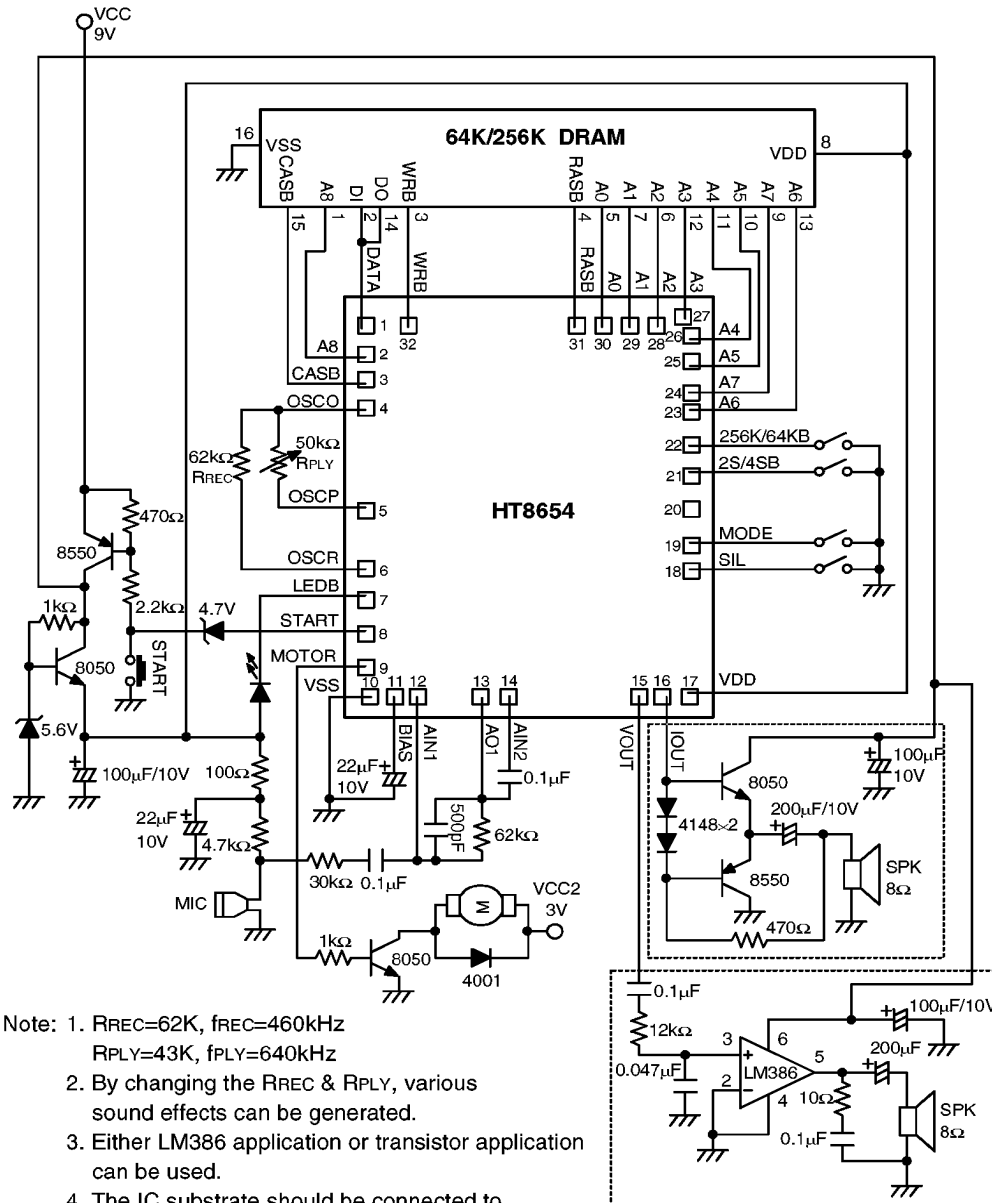 VCC
9V
64K/256K DRAM
16
VSS
VDD
8
CASB
A8
DI
DO
WRB
RASB
A0
A1
A2
A3
A4
A5
A7
A6
15
1
2
14
3
4
5
7
6
12
11
10
9
13
DATA
WRB
RASB
A0
A1
A2
A3
1
32
31
30
29
28
27
26
A4
A8
2
25
A5
CASB
3
24
A7
OSCO
4
23
A6
62kΩ
RREC
50kΩ
RPLY
22
256K/64KB
21
2S/4SB
OSCP
5
HT8654
20
19
MODE
OSCR
6
18
SIL
LEDB
7
START
8
MOTOR
9
470Ω
8550
2.2kΩ
4.7V
1kΩ
8050
START
5.6V
100µF/10V
VSS
10
11
12
13
14
15
16
17
VDD
BIAS
AIN1
AO1
AIN2
VOUT
IOUT
100Ω
22µF
10V
4.7kΩ
22µF
10V
0.1µF
500pF
62kΩ
30kΩ
0.1µF
MIC
M
VCC2
3V
1kΩ
8050
4001
8050
100µF
10V
200µF/10V
4148×2
8550
SPK
8Ω
470Ω
0.1µF
12kΩ
0.047µF
3
6
+
LM386
2
−
4
5
100µF/10V
200µF
10Ω
0.1µF
SPK
8Ω
Note: 1. RREC=62K, fREC=460kHz
RPLY=43K, fPLY=640kHz
2. By changing the RREC & RPLY, various
sound effects can be generated.
3. Either LM386 application or transistor application
can be used.
4. The IC substrate should be connected to